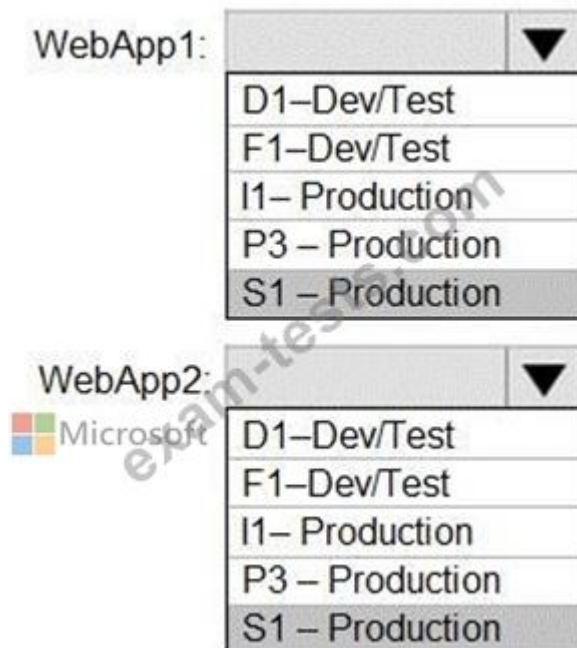 WebApp1:
D1–Dev/Test
F1–Dev/Test
I1– Production
P3 – Production
S1 – Production
WebApp2:
Microsoft
D1–Dev/Test
F1–Dev/Test
I1– Production
P3 – Production
S1 – Production
exam-tests.com